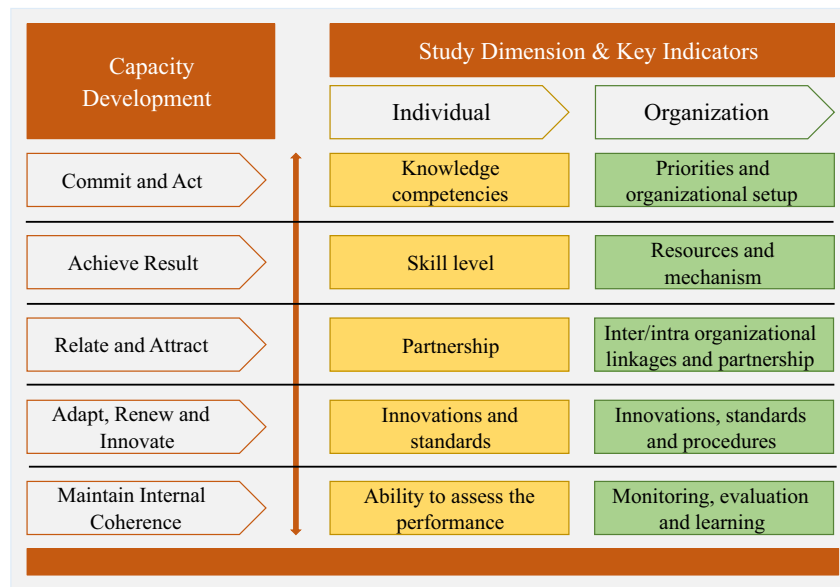 Capacity
Development
Study Dimension & Key Indicators
Individual
Organization
Commit and Act
Knowledge
competencies
Priorities and
organizational setup
Achieve Result
Skill level
Resources and
mechanism
Relate and Attract
Partnership
Inter/intra organizational
linkages and partnership
Adapt, Renew and
Innovate
Innovations and
standards
Innovations, standards
and procedures
Maintain Internal
Coherence
Ability to assess the
performance
Monitoring, evaluation
and learning